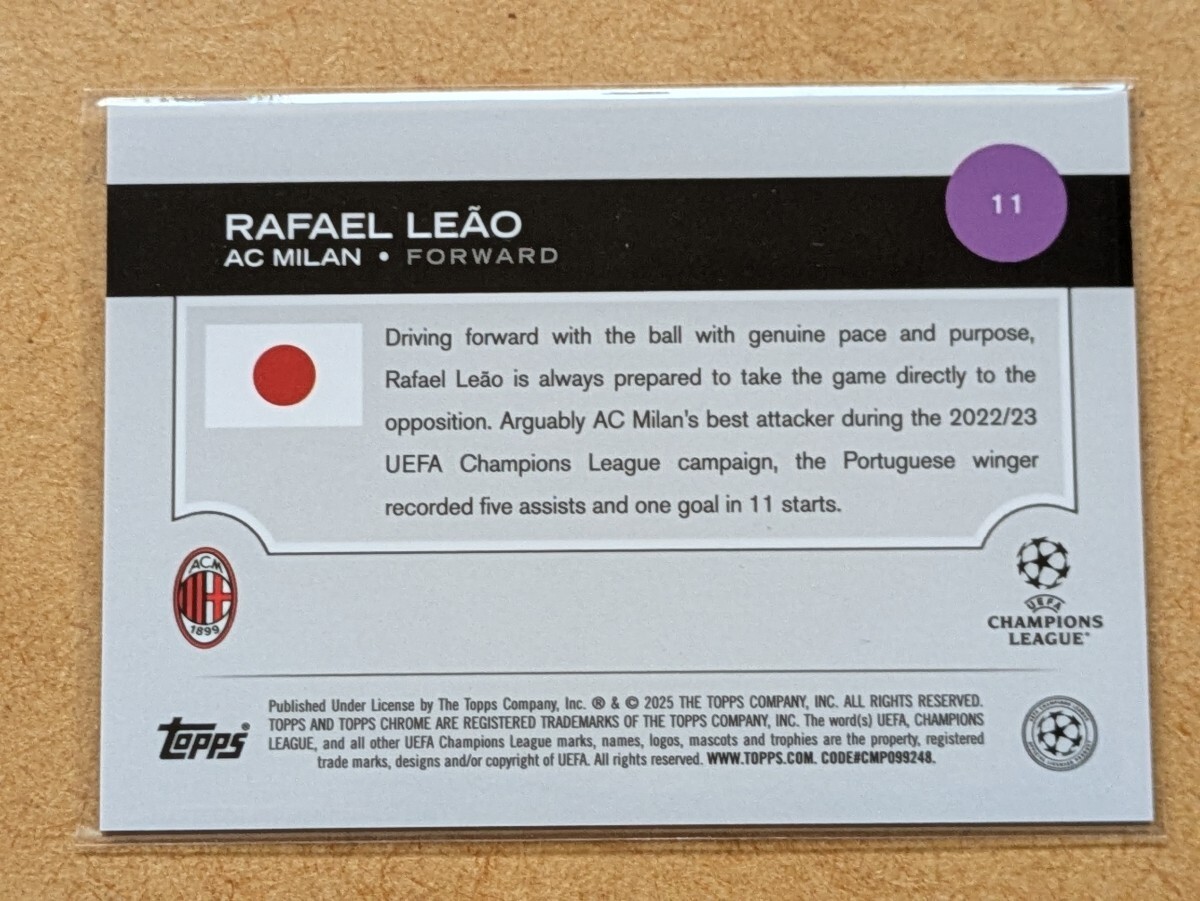 11
RAFAEL LEÃO
AC MILAN • FORWARD
Driving forward with the ball with genuine pace and purpose,
Rafael Leão is always prepared to take the game directly to the
opposition. Arguably AC Milan's best attacker during the 2022/23
UEFA Champions League campaign, the Portuguese winger
recorded five assists and one goal in 11 starts.
ACM
1899
UEFA
CHAMPIONS
LEAGUE®
topps®
Published Under License by The Topps Company, Inc. ® & © 2025 THE TOPPS COMPANY, INC. ALL RIGHTS RESERVED.
TOPPS AND TOPPS CHROME ARE REGISTERED TRADEMARKS OF THE TOPPS COMPANY, INC. The word(s) UEFA, CHAMPIONS
LEAGUE, and all other UEFA Champions League marks, names, logos, mascots and trophies are the property, registered
trade marks, designs and/or copyright of UEFA. All rights reserved. WWW.TOPPS.COM. CODE#CMP099248.